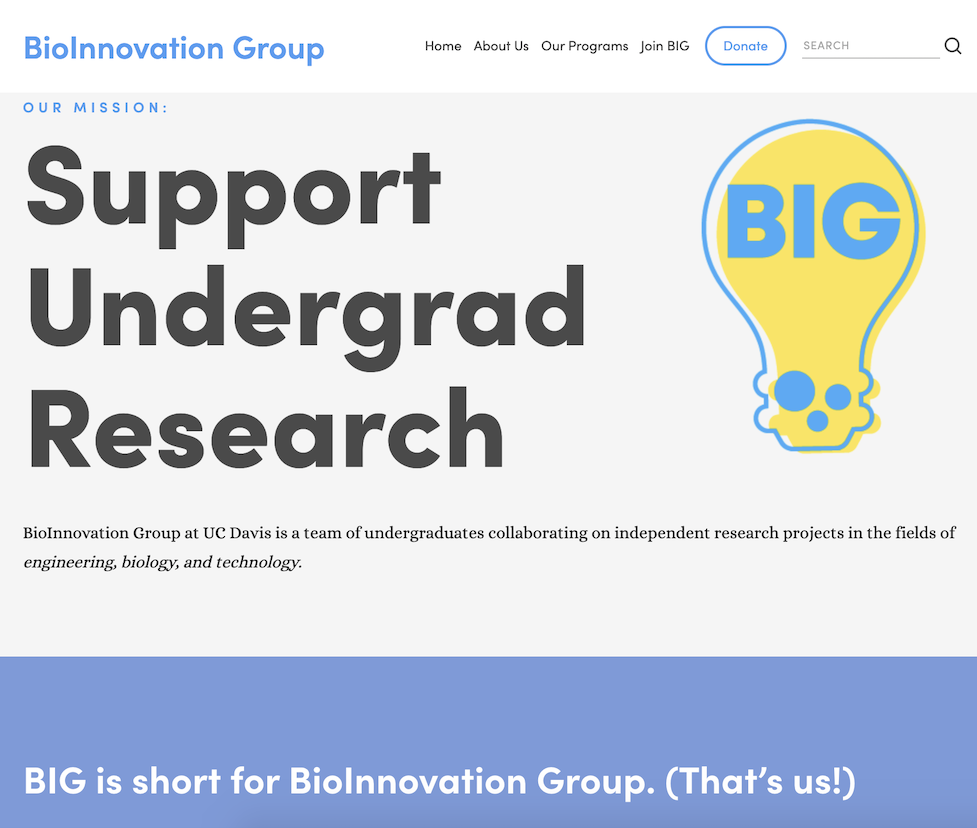 BioInnovation Group
Home About Us Our Programs Join BIG Donate SEARCH
OUR MISSION:
Support
Undergrad
Research
BIG
BioInnovation Group at UC Davis is a team of undergraduates collaborating on independent research projects in the fields of
engineering, biology, and technology.
BIG is short for BioInnovation Group. (That’s us!)